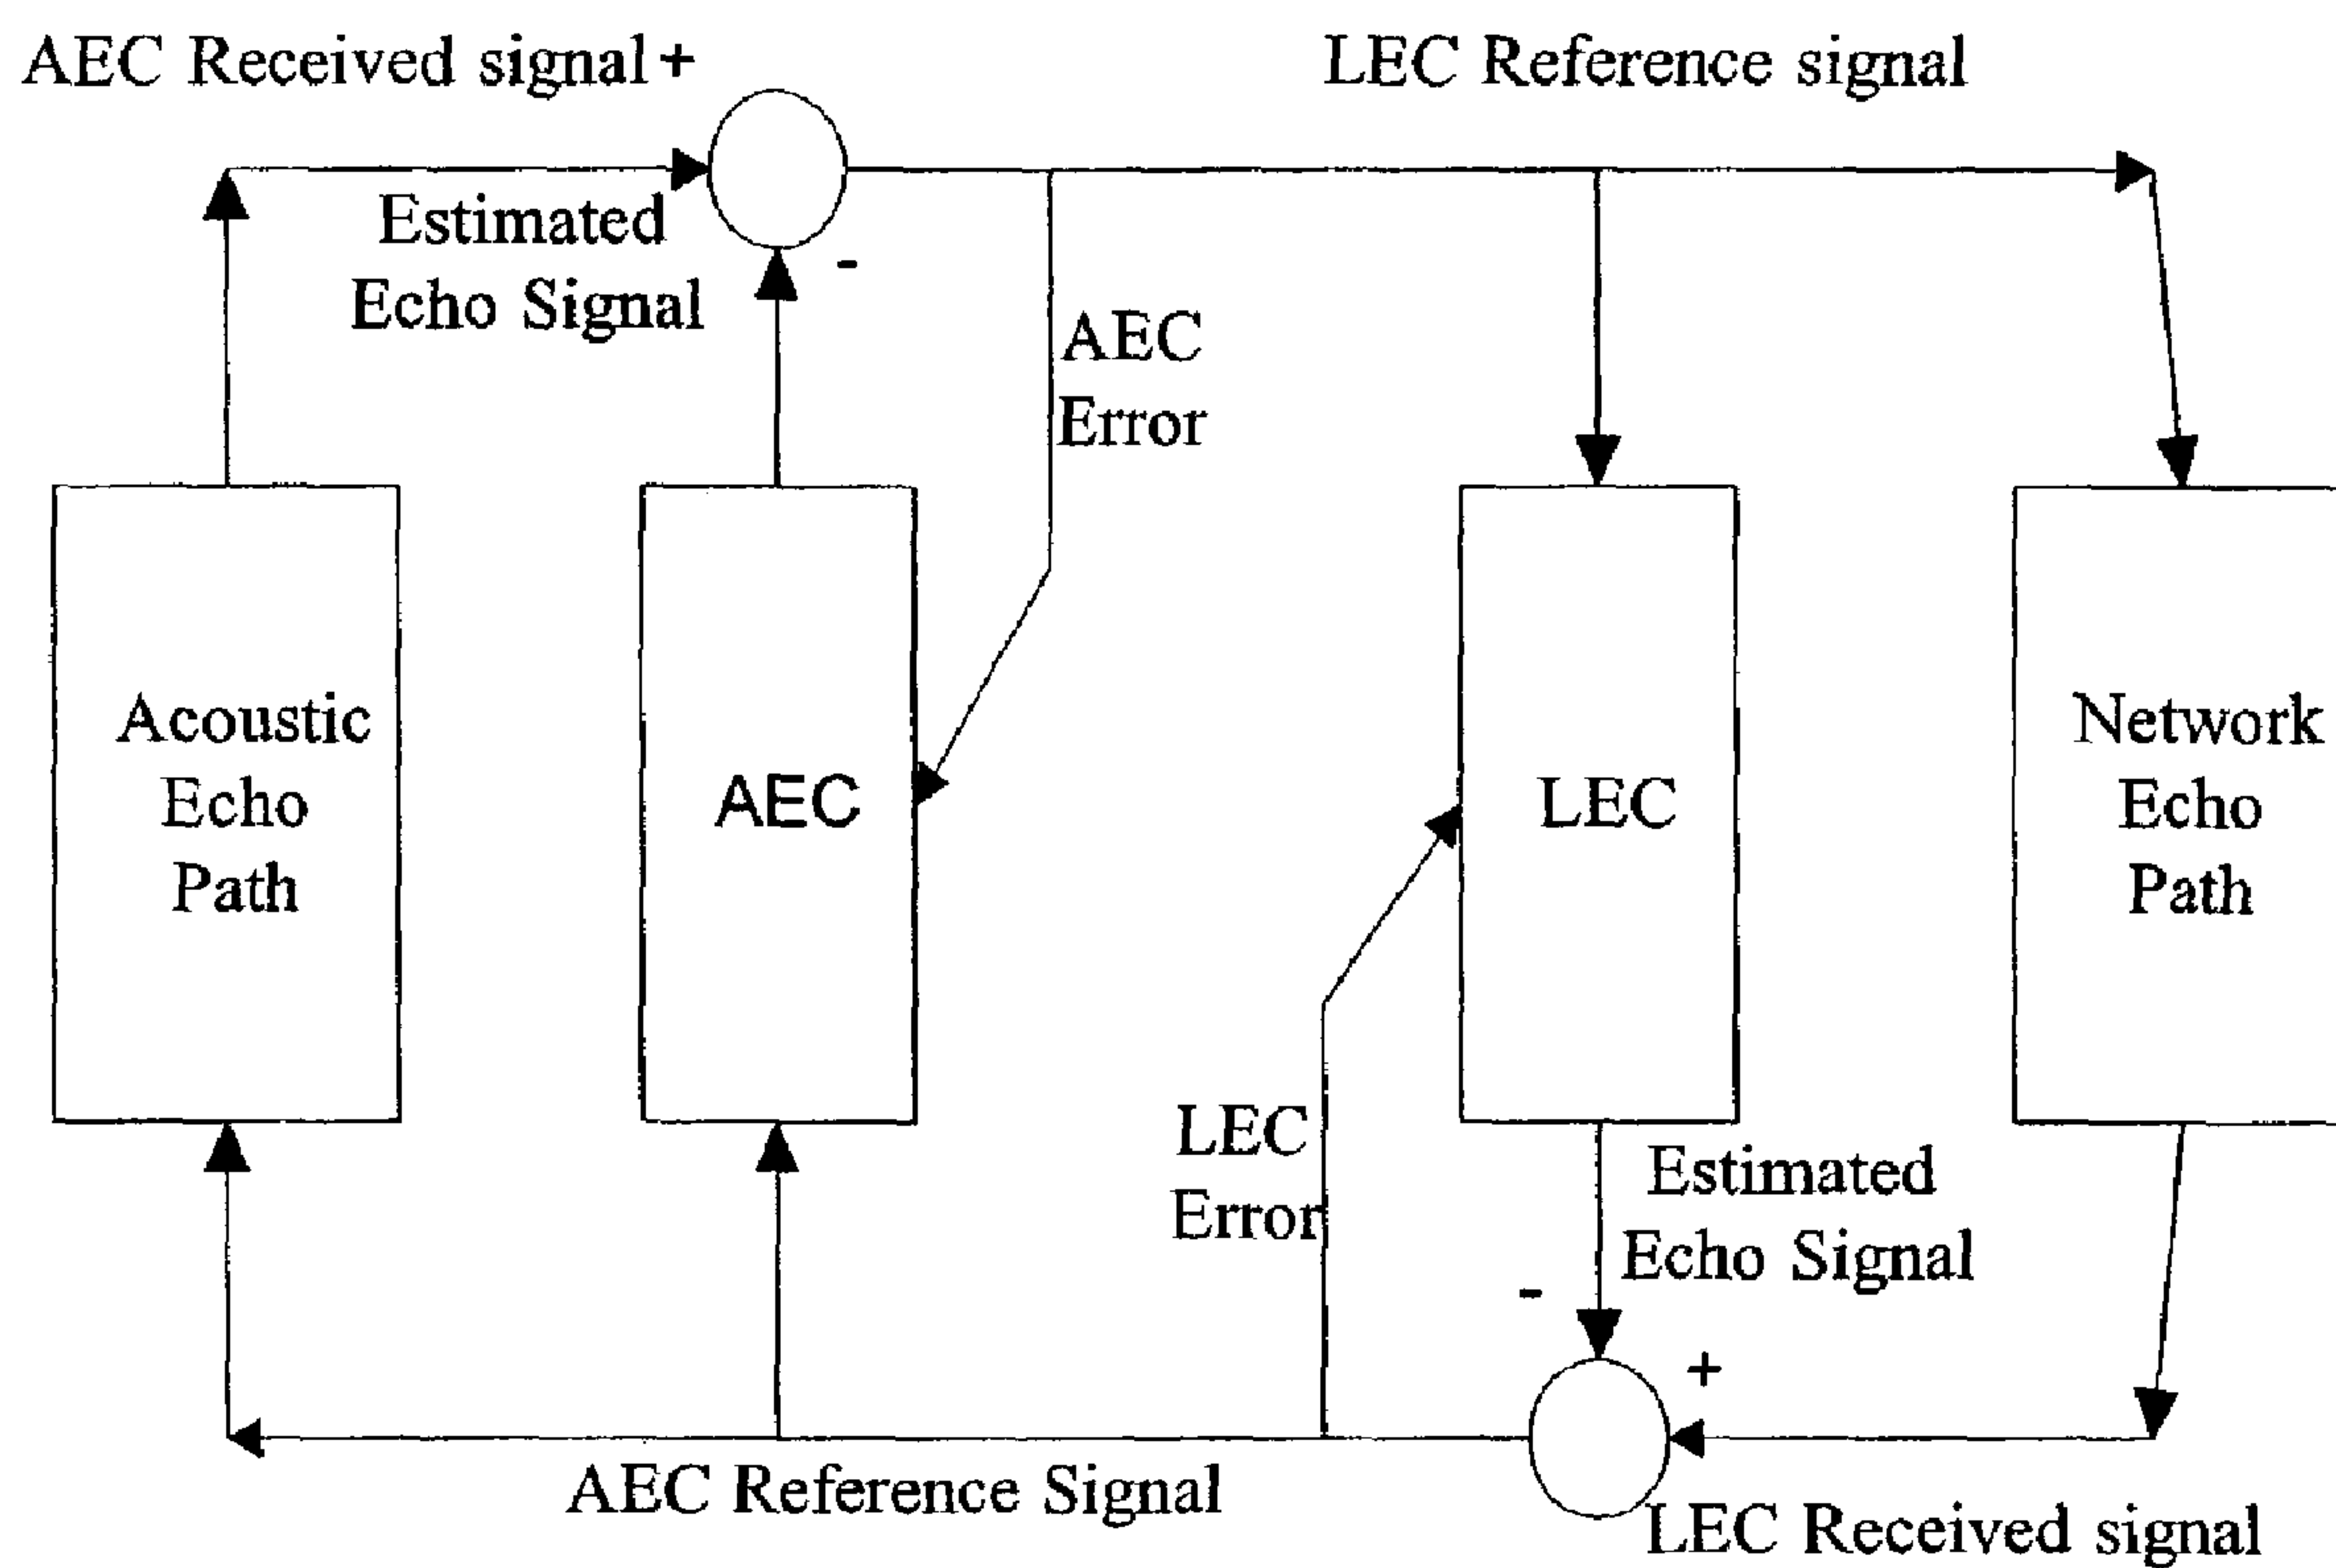 AEC Received signal +
LEC Reference signal
Estimated
Echo Signal
-
AEC
Error
Acoustic
Echo
Path
AEC
LEC
Network
Echo
Path
LEC
Error
Estimated
Echo Signal
-
+
AEC Reference Signal
LEC Received signal